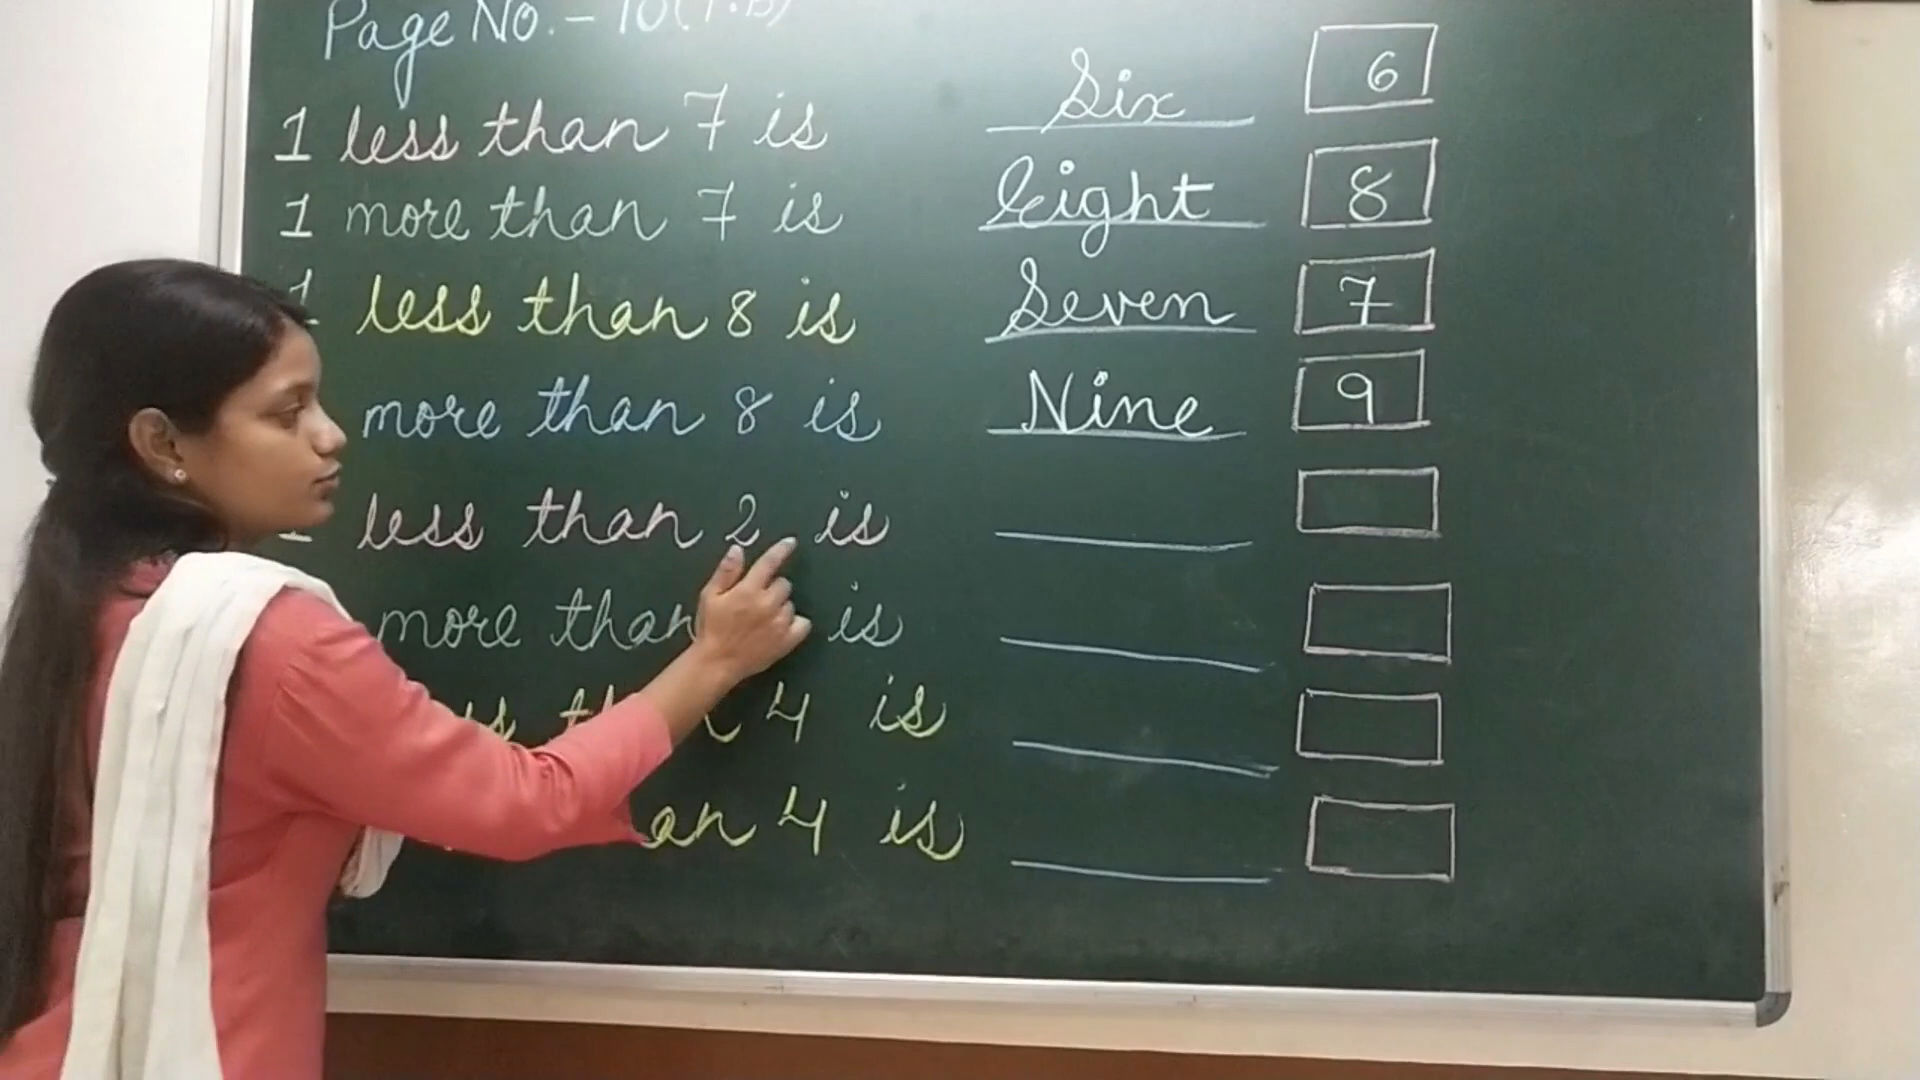 Page No. - 10 (T.B)
1 less than 7 is Six 6
1 more than 7 is Eight 8
1 less than 8 is Seven 7
more than 8 is Nine 9
less than 2 is
more than is
4 is
4 is